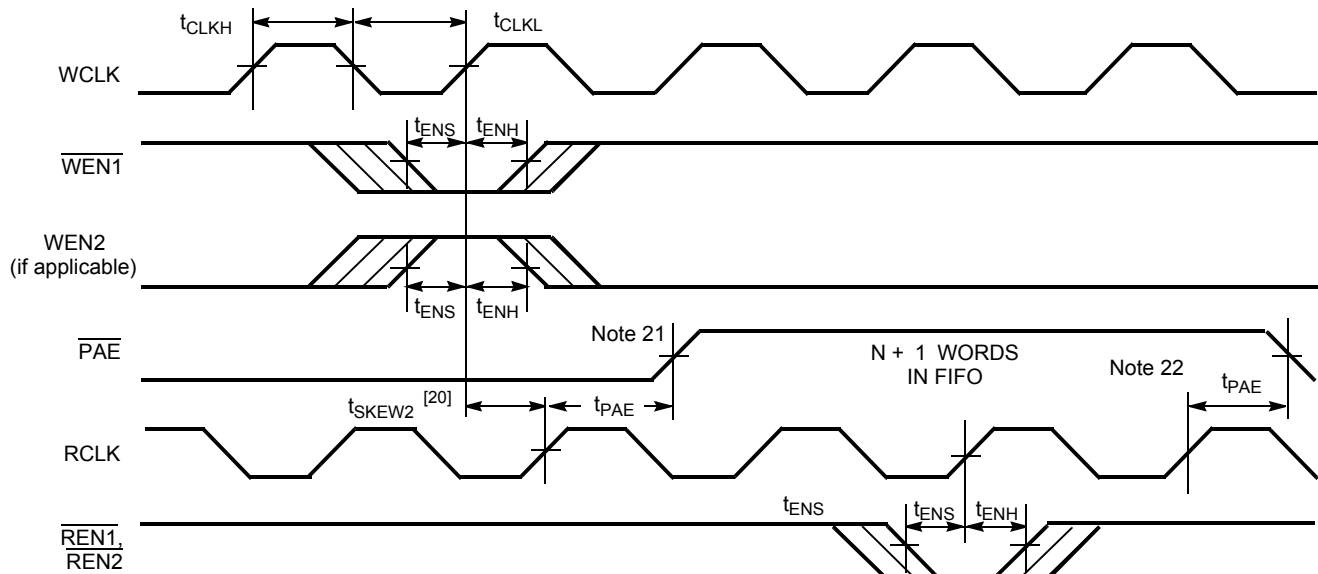 tCLKH
tCLKL
WCLK
tENS
tENH
WEN1
WEN2
(if applicable)
tENS
tENH
Note 21
PAE
N + 1 WORDS
IN FIFO
Note 22
tPAE
tSKEW2 [20]
tPAE
RCLK
tENS
tENS
tENH
REN1,
REN2